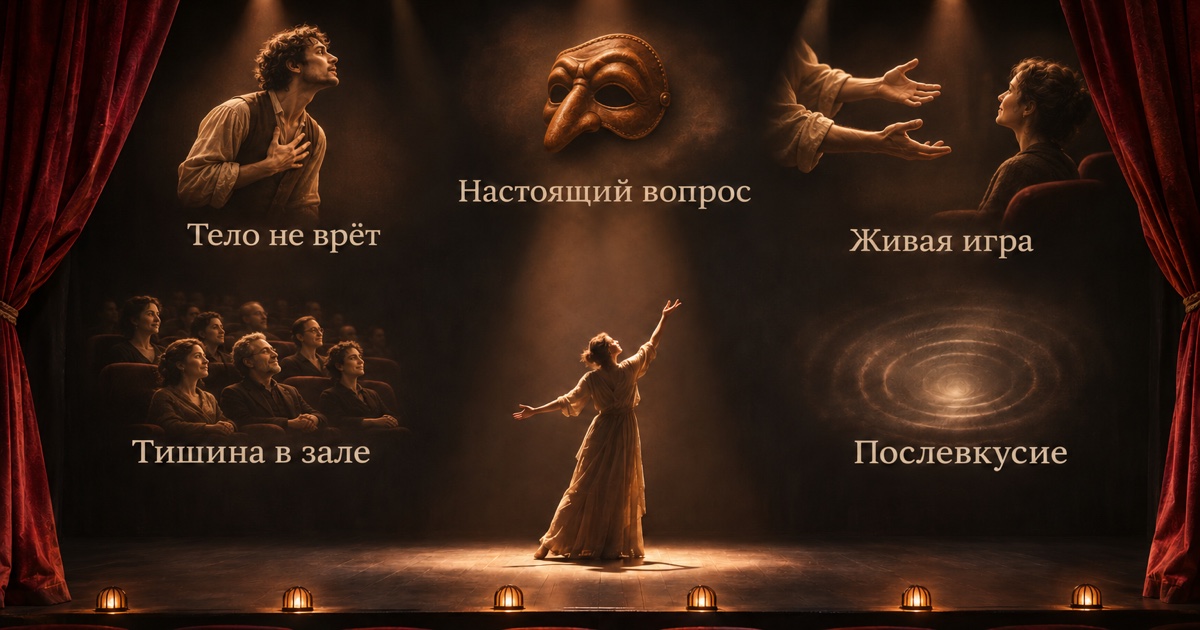 Настоящий вопрос
Тело не врёт
Живая игра
Тишина в зале
Послевкусие